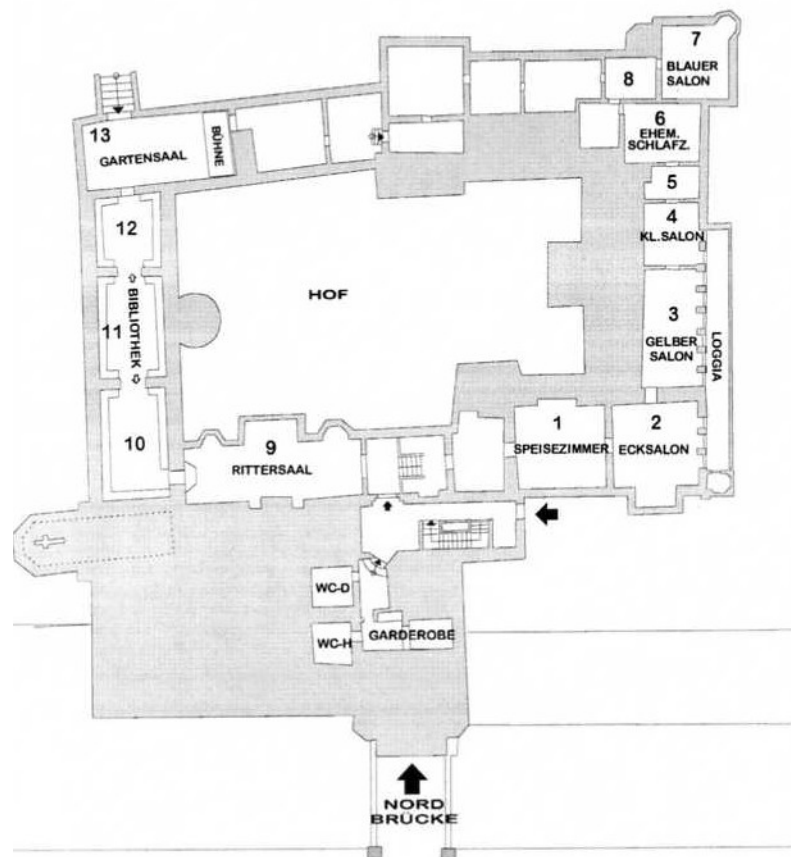 7
BLAUER
SALON
8
6
EHEM.
SCHLAFZ.
13
GARTENSAAL
BÜHNE
5
4
KL.SALON
12
HOF
3
GELBER
SALON
LOGGIA
BIBLIOTHEK
11
10
9
RITTERSAAL
1
SPEISEZIMMER
2
ECKSALON
WC-D
WC-H
GARDEROBE
NORD
BRÜCKE